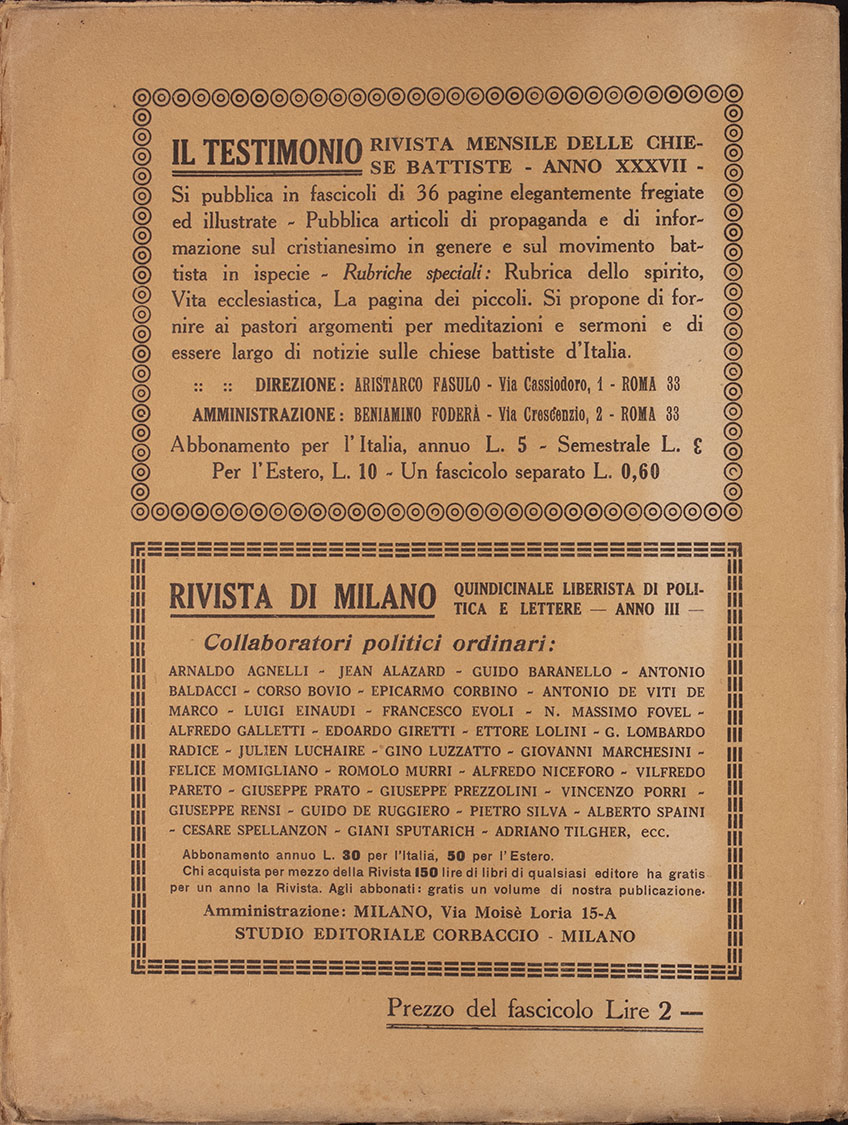 IL TESTIMONIO RIVISTA MENSILE DELLE CHIE-
SE BATTISTE - ANNO XXXVII -
Si pubblica in fascicoli di 36 pagine elegantemente fregiate
ed illustrate - Pubblica articoli di propaganda e di infor-
mazione sul cristianesimo in genere e sul movimento bat-
tista in ispecie - Rubriche speciali: Rubrica dello spirito,
Vita ecclesiastica, La pagina dei piccoli. Si propone di for-
nire ai pastori argomenti per meditazioni e sermoni e di
essere largo di notizie sulle chiese battiste d'Italia.
:: :: DIREZIONE: ARISTARCO FASULO - Via Cassiodoro, 1 - ROMA 33
AMMINISTRAZIONE: BENIAMINO FODERÀ - Via Crescenzio, 2 - ROMA 33
Abbonamento per l'Italia, annuo L. 5 - Semestrale L.
Per l'Estero, L. 10 - Un fascicolo separato L. 0,60
RIVISTA DI MILANO QUINDICINALE LIBERISTA DI POLI-
TICA E LETTERE — ANNO III —
Collaboratori politici ordinari:
ARNALDO AGNELLI - JEAN ALAZARD - GUIDO BARANELLO - ANTONIO
BALDACCI - CORSO BOVIO - EPICARMO CORBINO - ANTONIO DE VITI DE
MARCO - LUIGI EINAUDI - FRANCESCO EVOLI - N. MASSIMO FOVEL -
ALFREDO GALLETTI - EDOARDO GIRETTI - ETTORE LOLINI - G. LOMBARDO
RADICE - JULIEN LUCHAIRE - GINO LUZZATTO - GIOVANNI MARCHESINI -
FELICE MOMIGLIANO - ROMOLO MURRI - ALFREDO NICEFORO - VILFREDO
PARETO - GIUSEPPE PRATO - GIUSEPPE PREZZOLINI - VINCENZO PORRI -
GIUSEPPE RENSI - GUIDO DE RUGGIERO - PIETRO SILVA - ALBERTO SPAINI
- CESARE SPELLANZON - GIANI SPUTARICH - ADRIANO TILGHER, ecc.
Abbonamento annuo L. 30 per l'Italia, 50 per l'Estero.
Chi acquista per mezzo della Rivista 150 lire di libri di qualsiasi editore ha gratis
per un anno la Rivista. Agli abbonati: gratis un volume di nostra publicazione.
Amministrazione: MILANO, Via Moisè Loria 15-A
STUDIO EDITORIALE CORBACCIO - MILANO
Prezzo del fascicolo Lire 2 —